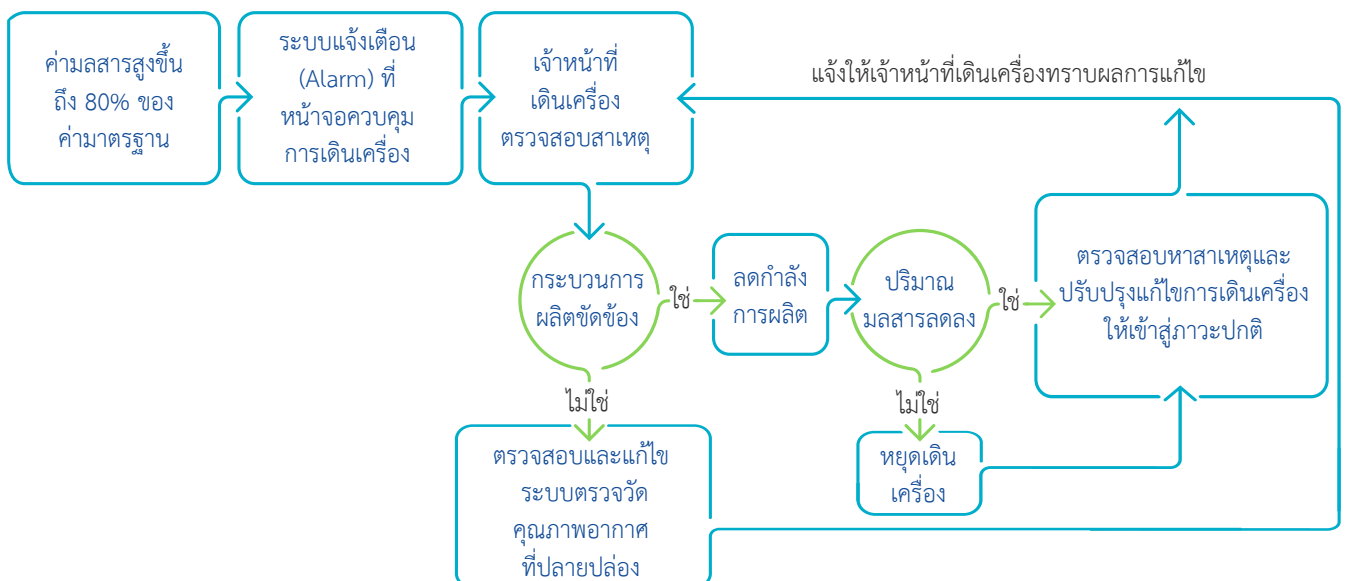 ค่ามลสารสูงขึ้น
ถึง 80% ของ
ค่ามาตรฐาน
ระบบแจ้งเตือน
(Alarm) ที่
หน้าจอควบคุม
การเดินเครื่อง
เจ้าหน้าที่
เดินเครื่อง
ตรวจสอบสาเหตุ
แจ้งให้เจ้าหน้าที่เดินเครื่องทราบผลการแก้ไข
กระบวนการ
ผลิตขัดข้อง
ใช่
ลดกำลัง
การผลิต
ปริมาณ
มลสารลดลง
ใช่
ตรวจสอบหาสาเหตุและ
ปรับปรุงแก้ไขการเดินเครื่อง
ให้เข้าสู่ภาวะปกติ
ไม่ใช่
ไม่ใช่
ตรวจสอบและแก้ไข
ระบบตรวจวัด
คุณภาพอากาศ
ที่ปลายปล่อง
หยุดเดิน
เครื่อง